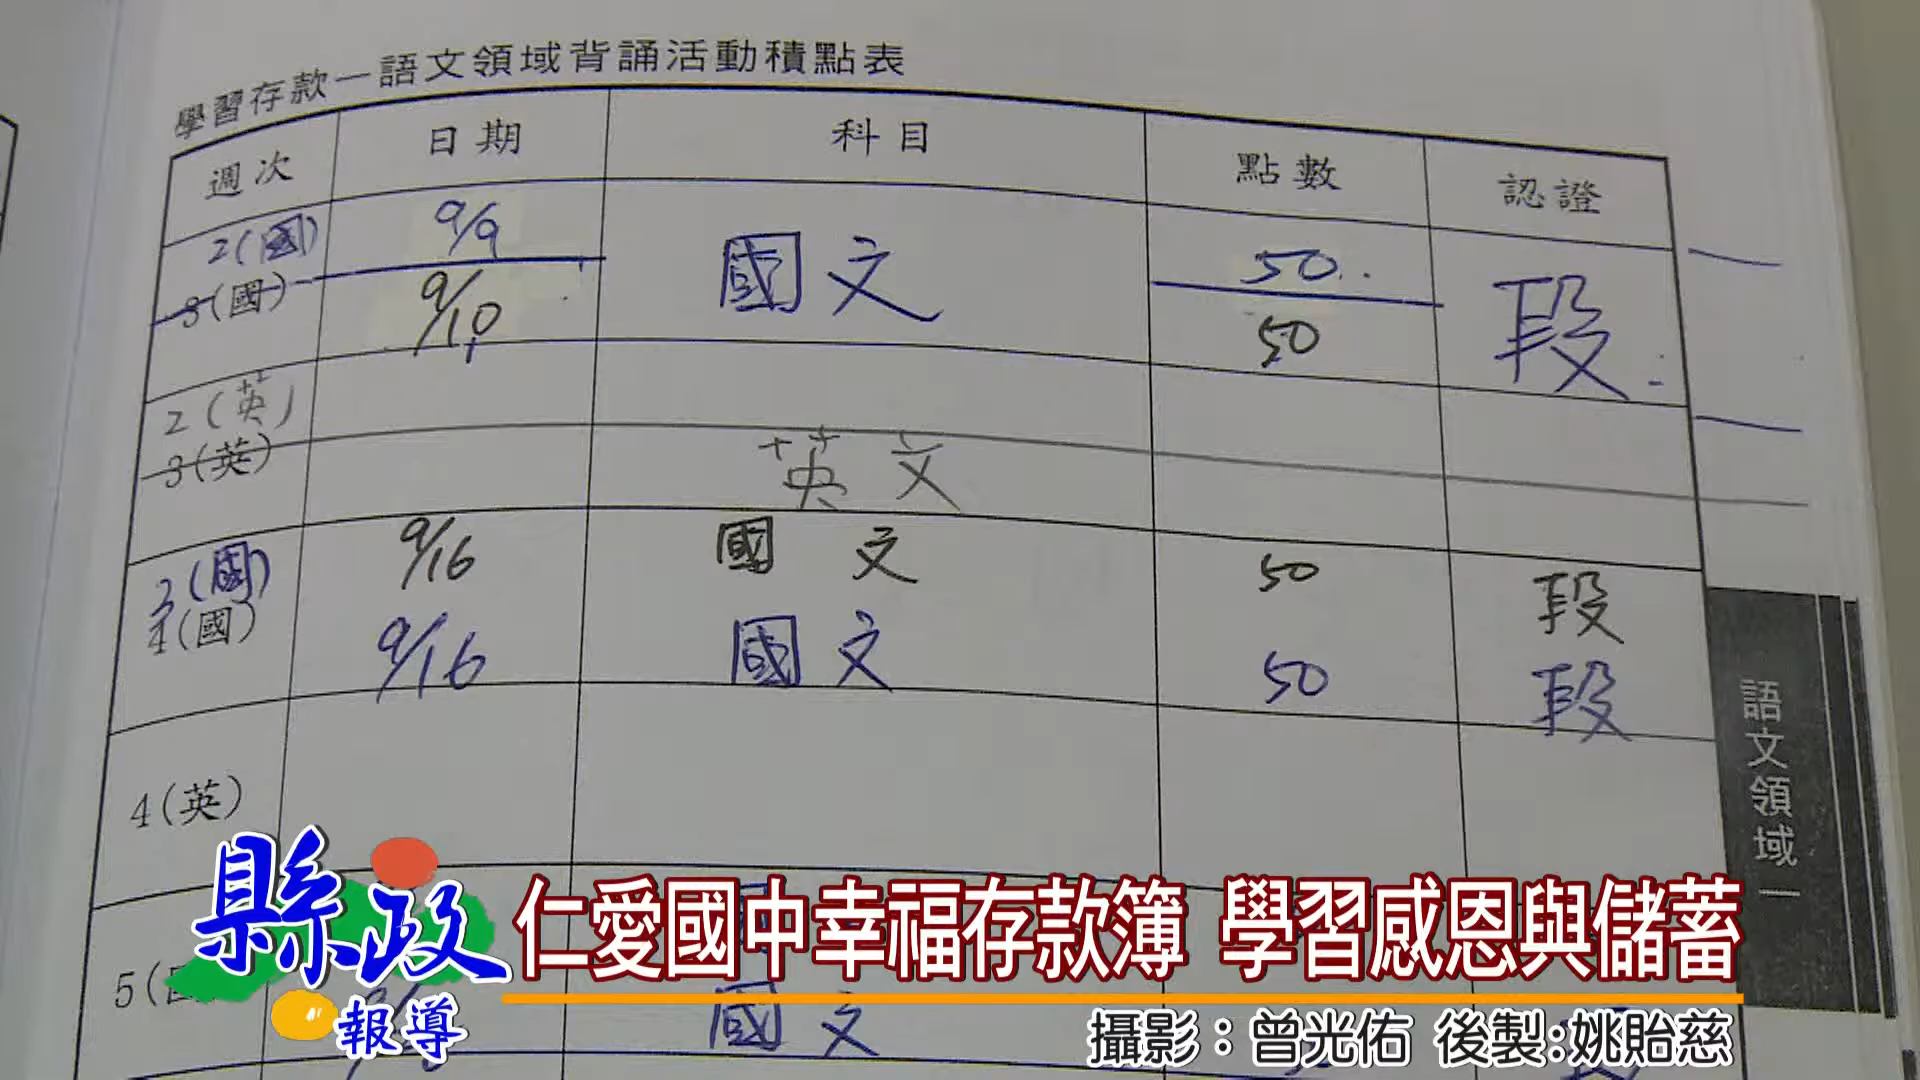 學習存款一語文領域背誦活動積點表
週次 日期 科目 點數 認證
2(國) 9/9 國文 50 段
3(國) 9/10 50
2(英)
3(英) 英文
3(國) 9/16 國文 50 段
4(國) 9/16 國文 50 段
4(英)
5( 國文
語文領域一
縣政
報導
仁愛國中幸福存款簿 學習感恩與儲蓄
攝影：曾光佑 後製:姚貽慈